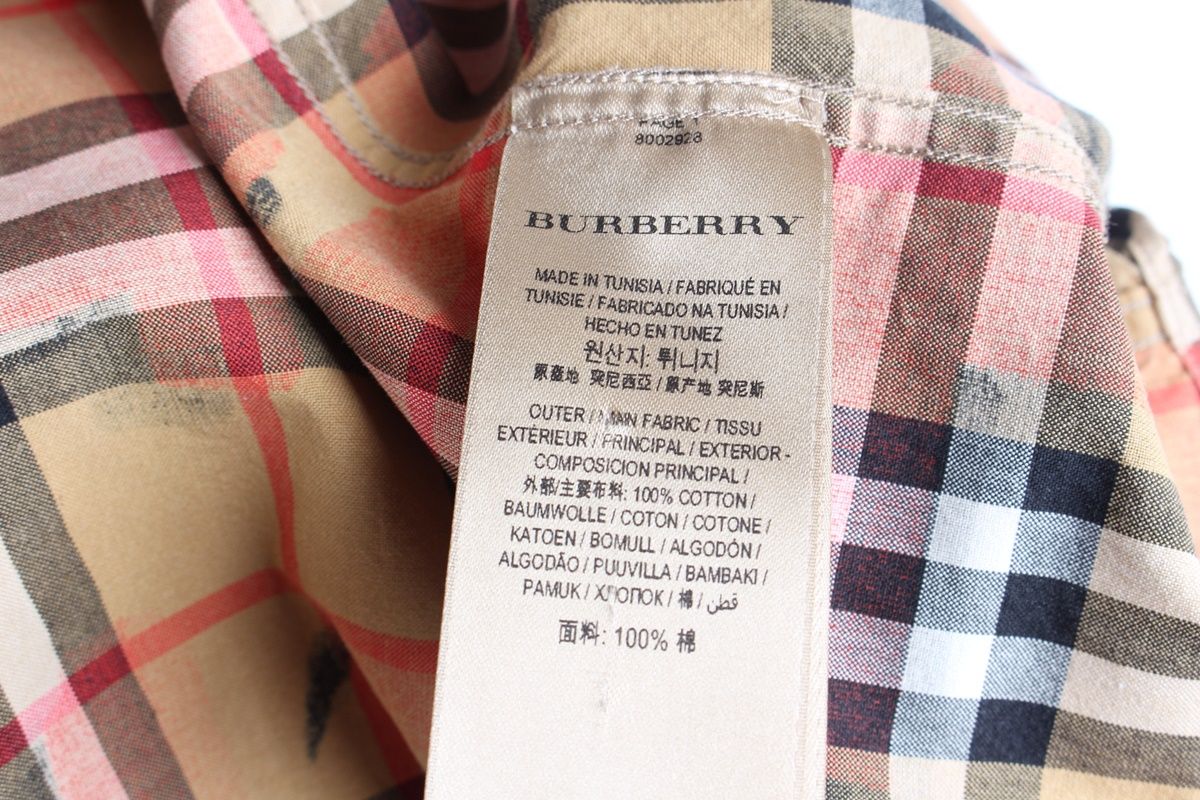 PAGE 1
8002928
BURBERRY
MADE IN TUNISIA / FABRIQUÉ EN
TUNISIE / FABRICADO NA TUNISIA /
HECHO EN TUNEZ
원산지: 튀니지
原產地 突尼西亞 / 原产地 突尼斯
OUTER / MAIN FABRIC / TISSU
EXTÉRIEUR / PRINCIPAL / EXTERIOR -
COMPOSICION PRINCIPAL /
外部/主要布料: 100% COTTON /
BAUMWOLLE / COTON / COTONE /
KATOEN / BOMULL / ALGODÓN /
ALGODÃO / PUUVILLA / BAMBAKI /
PAMUK / ХЛОПОК / 棉 / قطن
面料: 100% 棉